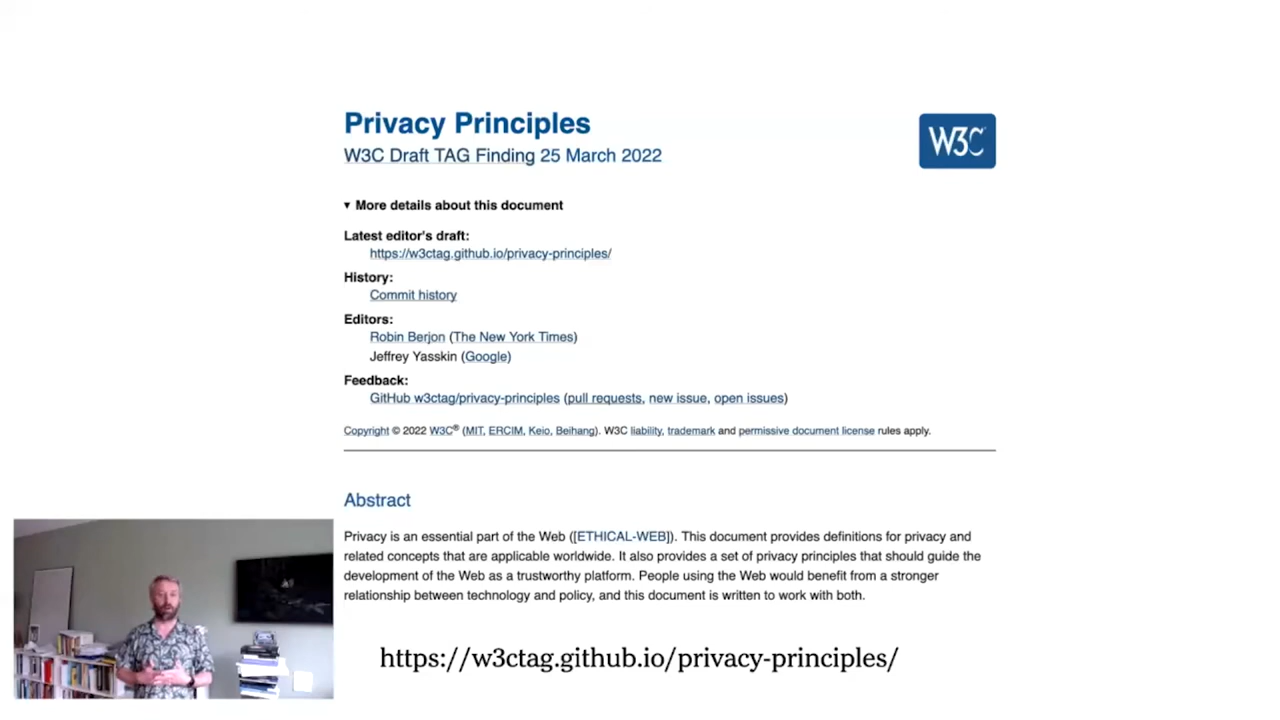 Privacy Principles
W3C Draft TAG Finding 25 March 2022
W3C
▾ More details about this document
Latest editor's draft:
https://w3ctag.github.io/privacy-principles/
History:
Commit history
Editors:
Robin Berjon (The New York Times)
Jeffrey Yasskin (Google)
Feedback:
GitHub w3ctag/privacy-principles (pull requests, new issue, open issues)
Copyright © 2022 W3C® (MIT, ERCIM, Keio, Beihang). W3C liability, trademark and permissive document license rules apply.
Abstract
Privacy is an essential part of the Web ([ETHICAL-WEB]). This document provides definitions for privacy and
related concepts that are applicable worldwide. It also provides a set of privacy principles that should guide the
development of the Web as a trustworthy platform. People using the Web would benefit from a stronger
relationship between technology and policy, and this document is written to work with both.
https://w3ctag.github.io/privacy-principles/